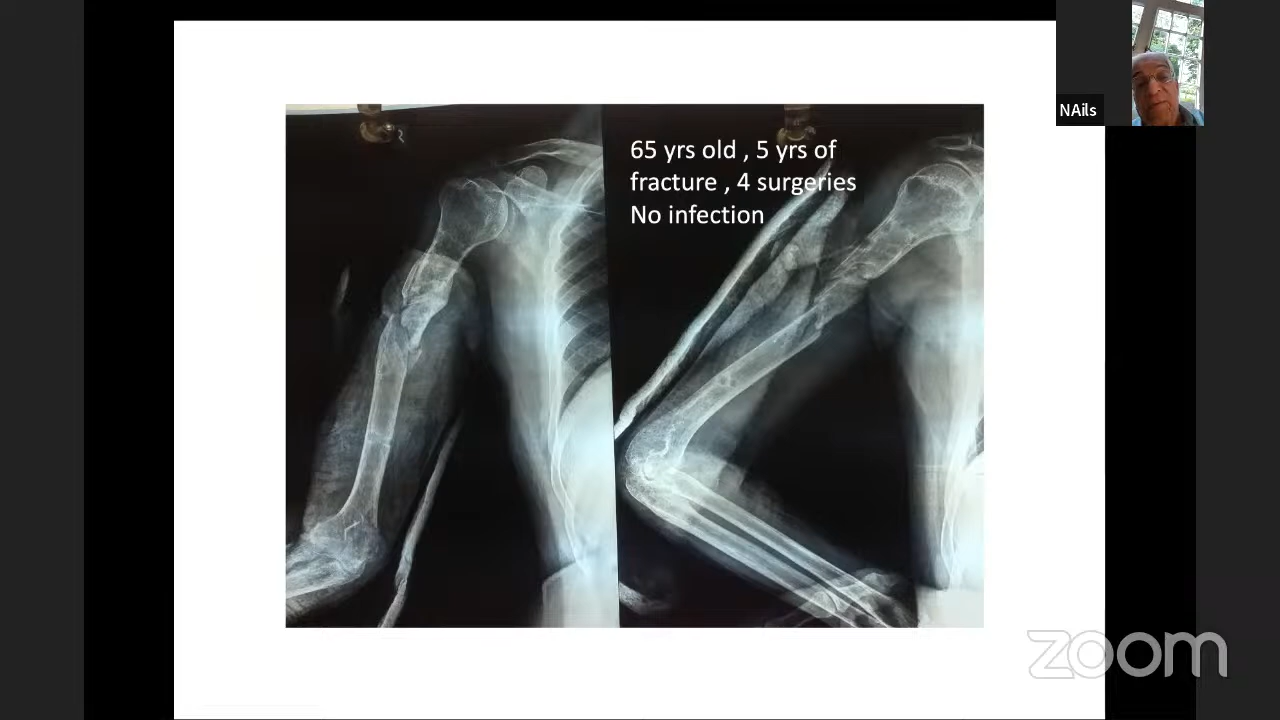 65 yrs old , 5 yrs of
fracture , 4 surgeries
No infection
NAils
zoom